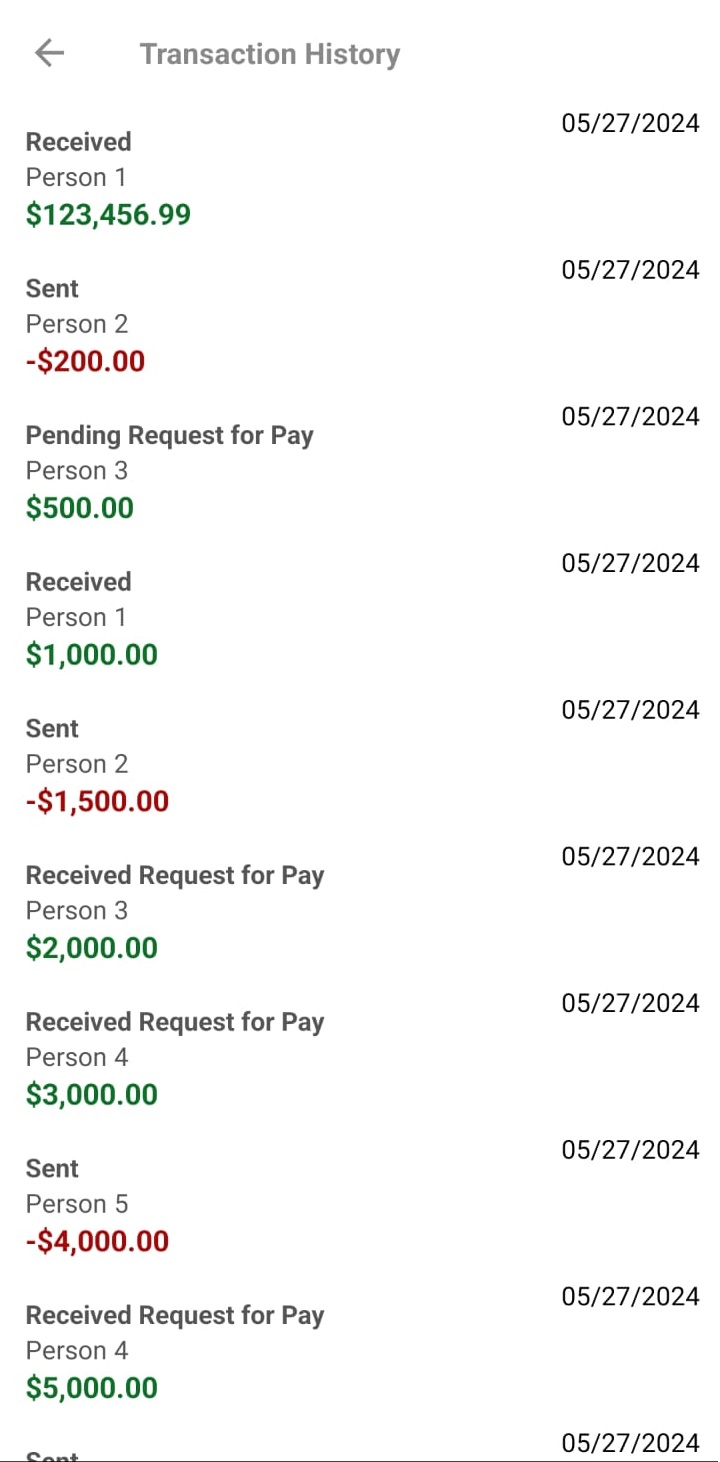 Transaction History
05/27/2024
Received
Person 1
$123,456.99
05/27/2024
Sent
Person 2
-$200.00
05/27/2024
Pending Request for Pay
Person 3
$500.00
05/27/2024
Received
Person 1
$1,000.00
05/27/2024
Sent
Person 2
-$1,500.00
05/27/2024
Received Request for Pay
Person 3
$2,000.00
05/27/2024
Received Request for Pay
Person 4
$3,000.00
05/27/2024
Sent
Person 5
-$4,000.00
05/27/2024
Received Request for Pay
Person 4
$5,000.00
05/27/2024
Sent